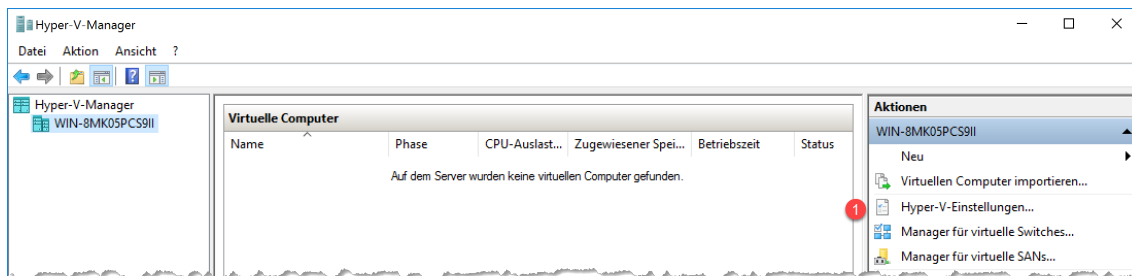 Hyper-V-Manager
Datei Aktion Ansicht ?
Hyper-V-Manager
WIN-8MK05PCS9II
Virtuelle Computer
Name Phase CPU-Auslast... Zugewiesener Spei... Betriebszeit Status
Auf dem Server wurden keine virtuellen Computer gefunden.
Aktionen
WIN-8MK05PCS9II
Neu
Virtuellen Computer importieren...
1 Hyper-V-Einstellungen...
Manager für virtuelle Switches...
Manager für virtuelle SANs...